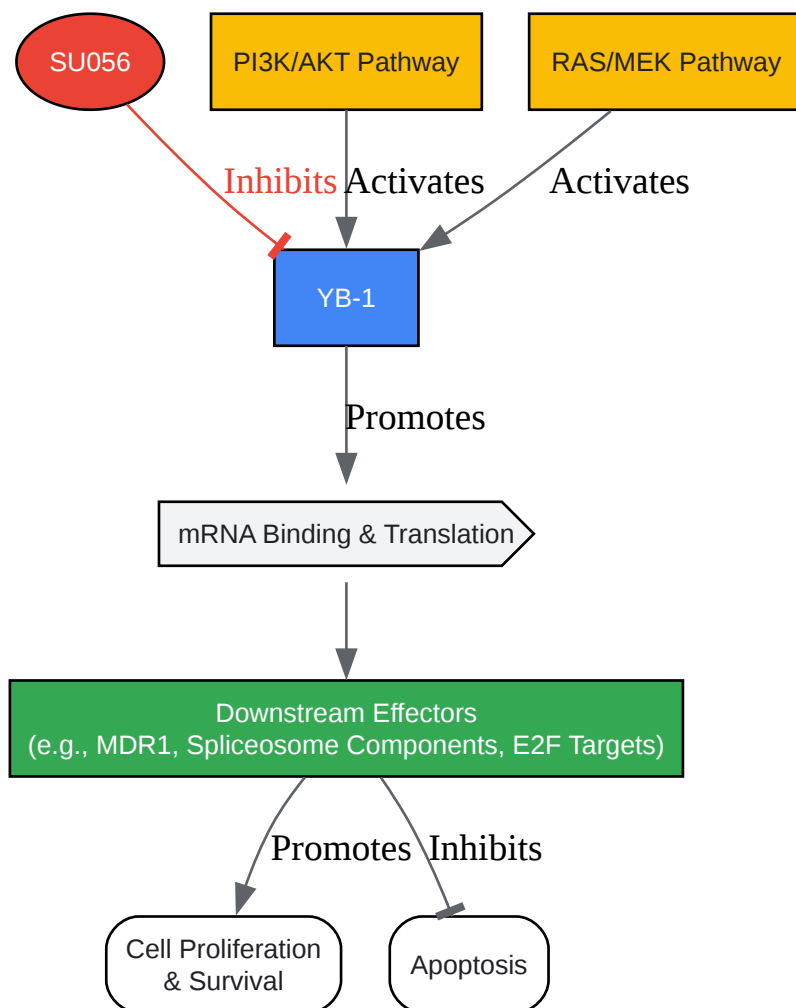 SU056
PI3K/AKT Pathway
RAS/MEK Pathway
Inhibits
Activates
Activates
YB-1
Promotes
mRNA Binding & Translation
Downstream Effectors
(e.g., MDR1, Spliceosome Components, E2F Targets)
Promotes
Inhibits
Cell Proliferation
& Survival
Apoptosis